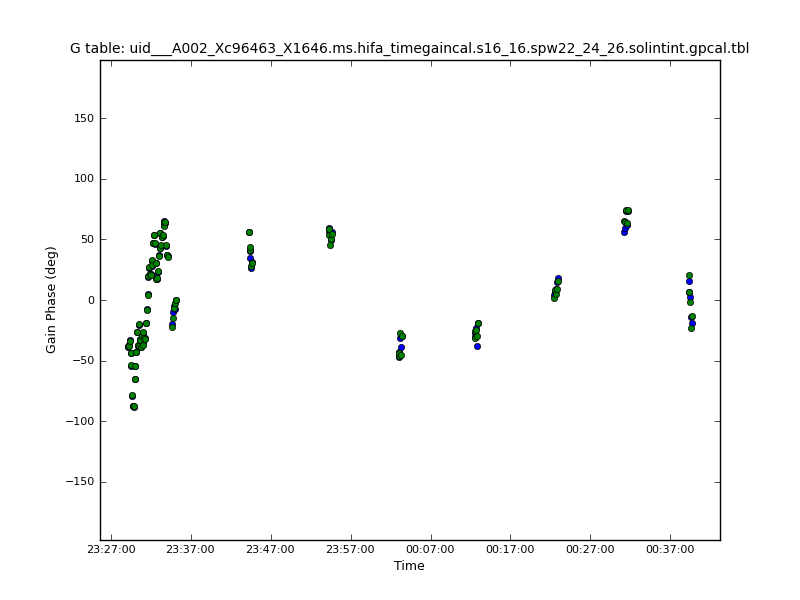 G table: uid___A002_Xc96463_X1646.ms.hifa_timegaincal.s16_16.spw22_24_26.solintint.gpcal.tbl
150
100
50
0
−50
−100
−150
Gain Phase (deg)
23:27:00 23:37:00 23:47:00 23:57:00 00:07:00 00:17:00 00:27:00 00:37:00
Time